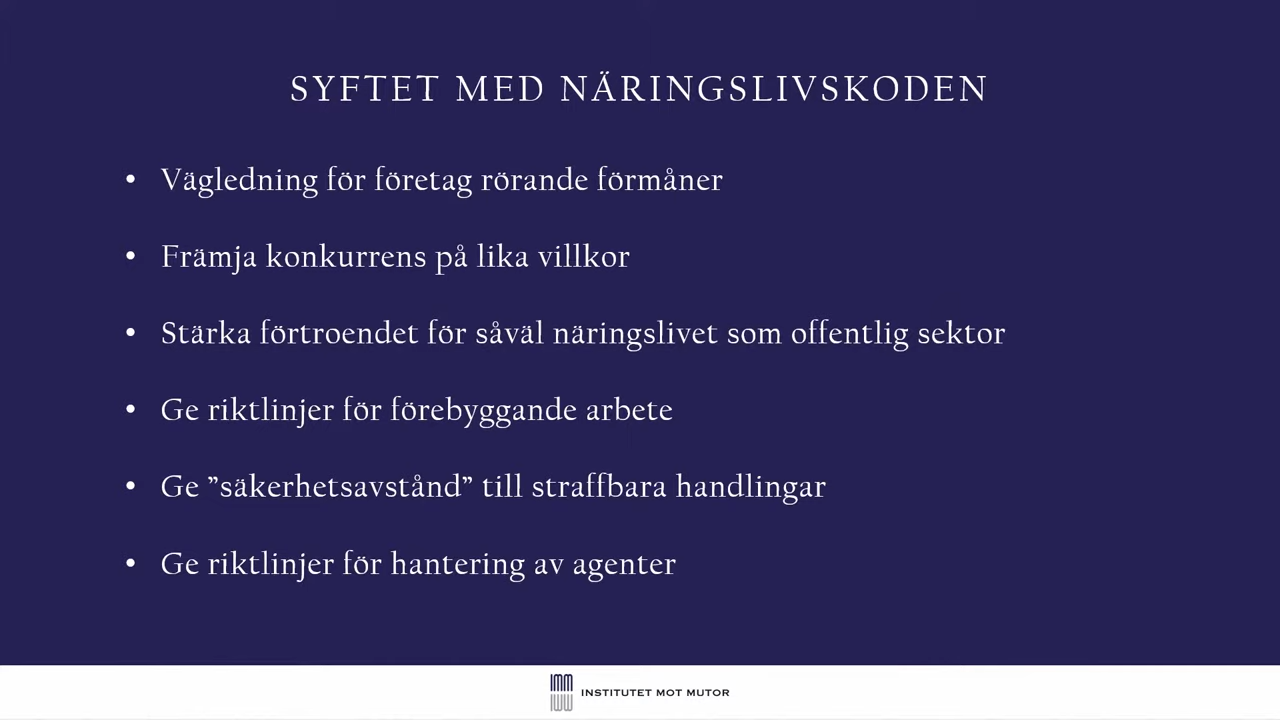 SYFTET MED NÄRINGSLIVSKODEN
• Vägledning för företag rörande förmåner
• Främja konkurrens på lika villkor
• Stärka förtroendet för såväl näringslivet som offentlig sektor
• Ge riktlinjer för förebyggande arbete
• Ge ”säkerhetsavstånd” till straffbara handlingar
• Ge riktlinjer för hantering av agenter
IMM INSTITUTET MOT MUTOR